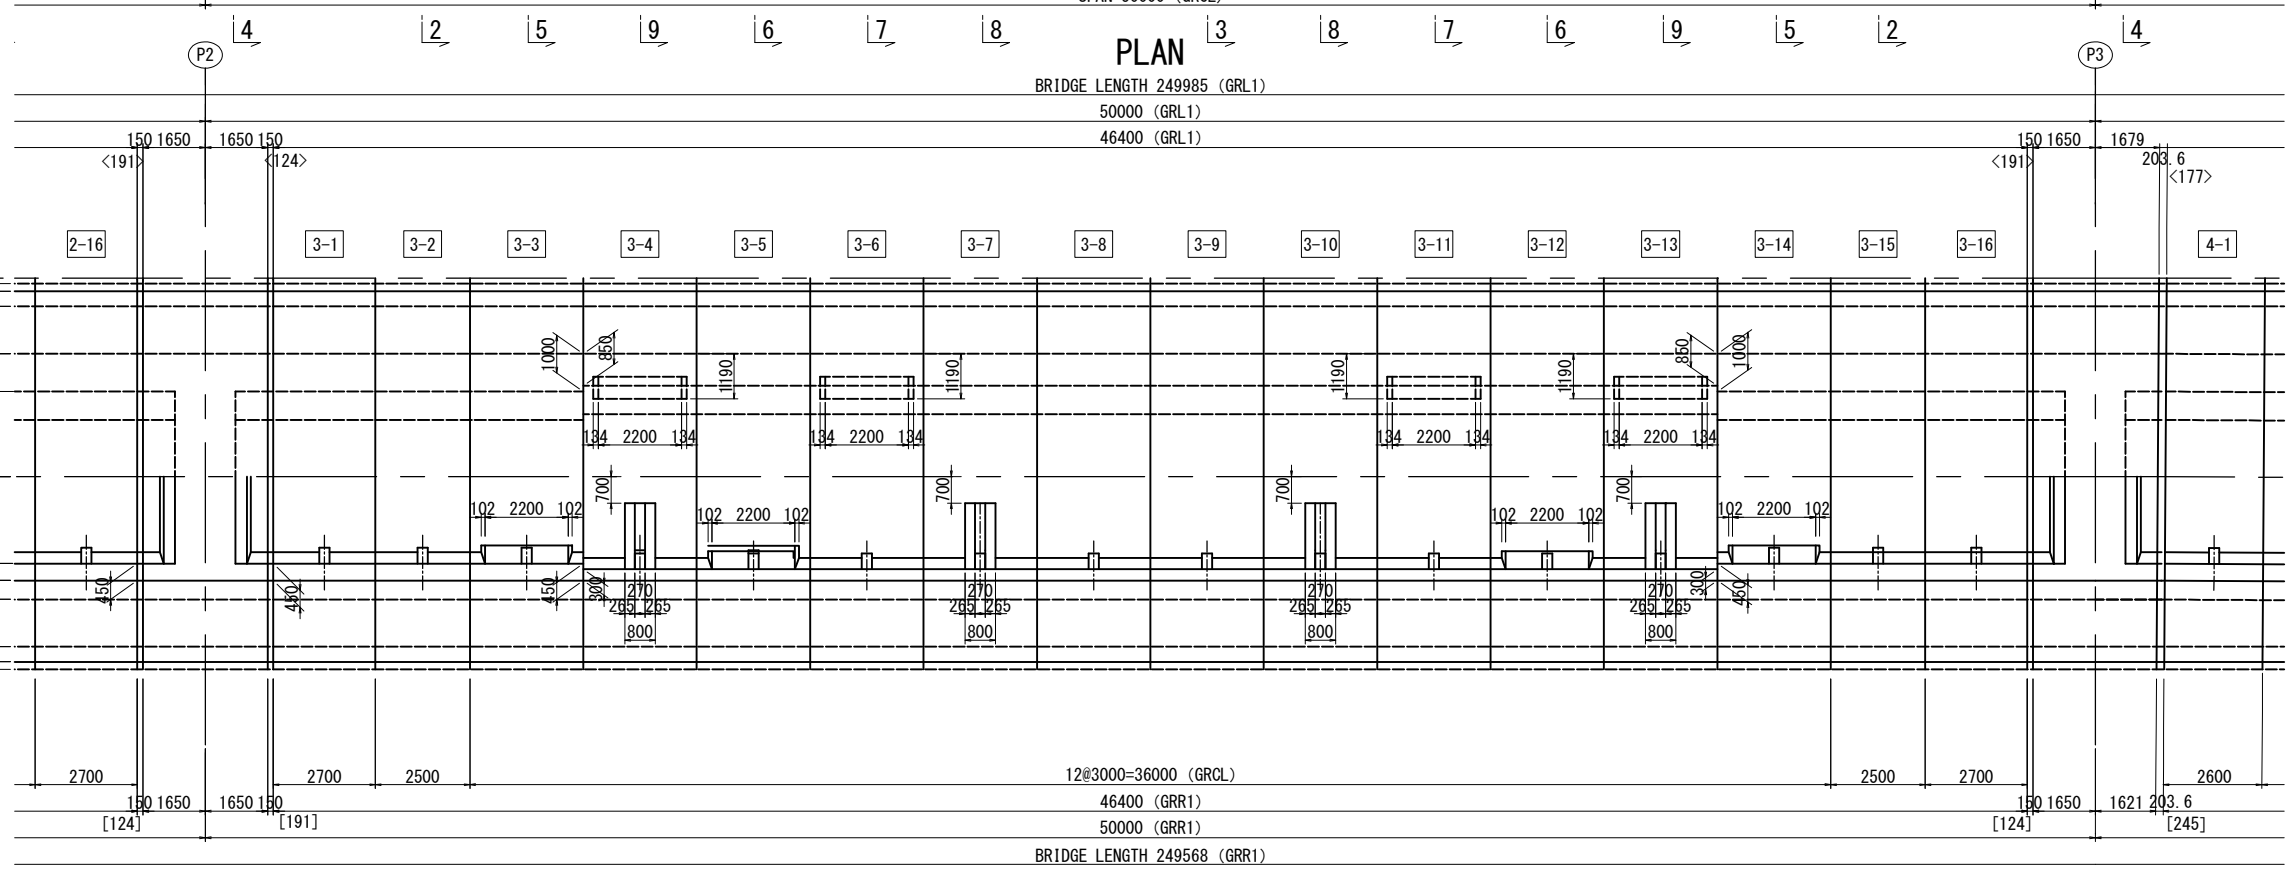 4 2 5 9 6 7 8 3 8 7 6 9 5 2 4
P2 PLAN P3
BRIDGE LENGTH 249985 (GRL1)
50000 (GRL1)
150 1650 1650 150 46400 (GRL1) 150 1650 1679
<191> <124> <191> 203.6
<177>
2-16 3-1 3-2 3-3 3-4 3-5 3-6 3-7 3-8 3-9 3-10 3-11 3-12 3-13 3-14 3-15 3-16 4-1
1000 850 1190 1190 1190 1190 850 1000
134 2200 134 134 2200 134 134 2200 134 134 2200 134
700 700 700 700
102 2200 102 102 2200 102 102 2200 102 102 2200 102
450 450 450 300 300 450
270 270 270 270
265 265 265 265 265 265 265 265
800 800 800 800
2700 2700 2500 12@3000=36000 (GRCL) 2500 2700 2600
150 1650 1650 150 46400 (GRR1) 150 1650 1621 203.6
[124] [191] [124] [245]
50000 (GRR1)
BRIDGE LENGTH 249568 (GRR1)